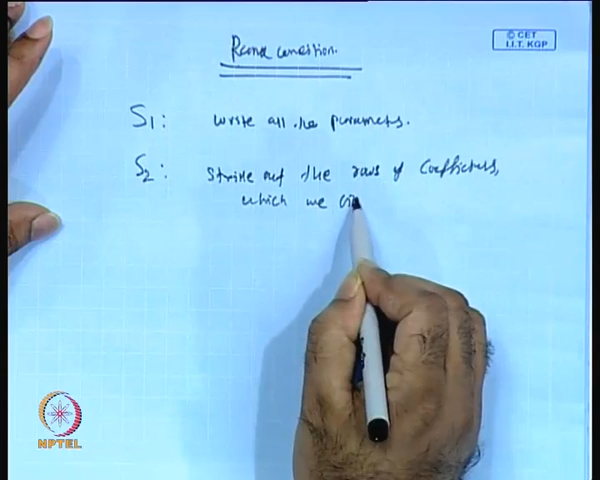 Rank condition.
© CET
I.I.T. KGP
S1: Write all the parameters.
S2: Strike out the rows of coefficients,
which we
NPTEL